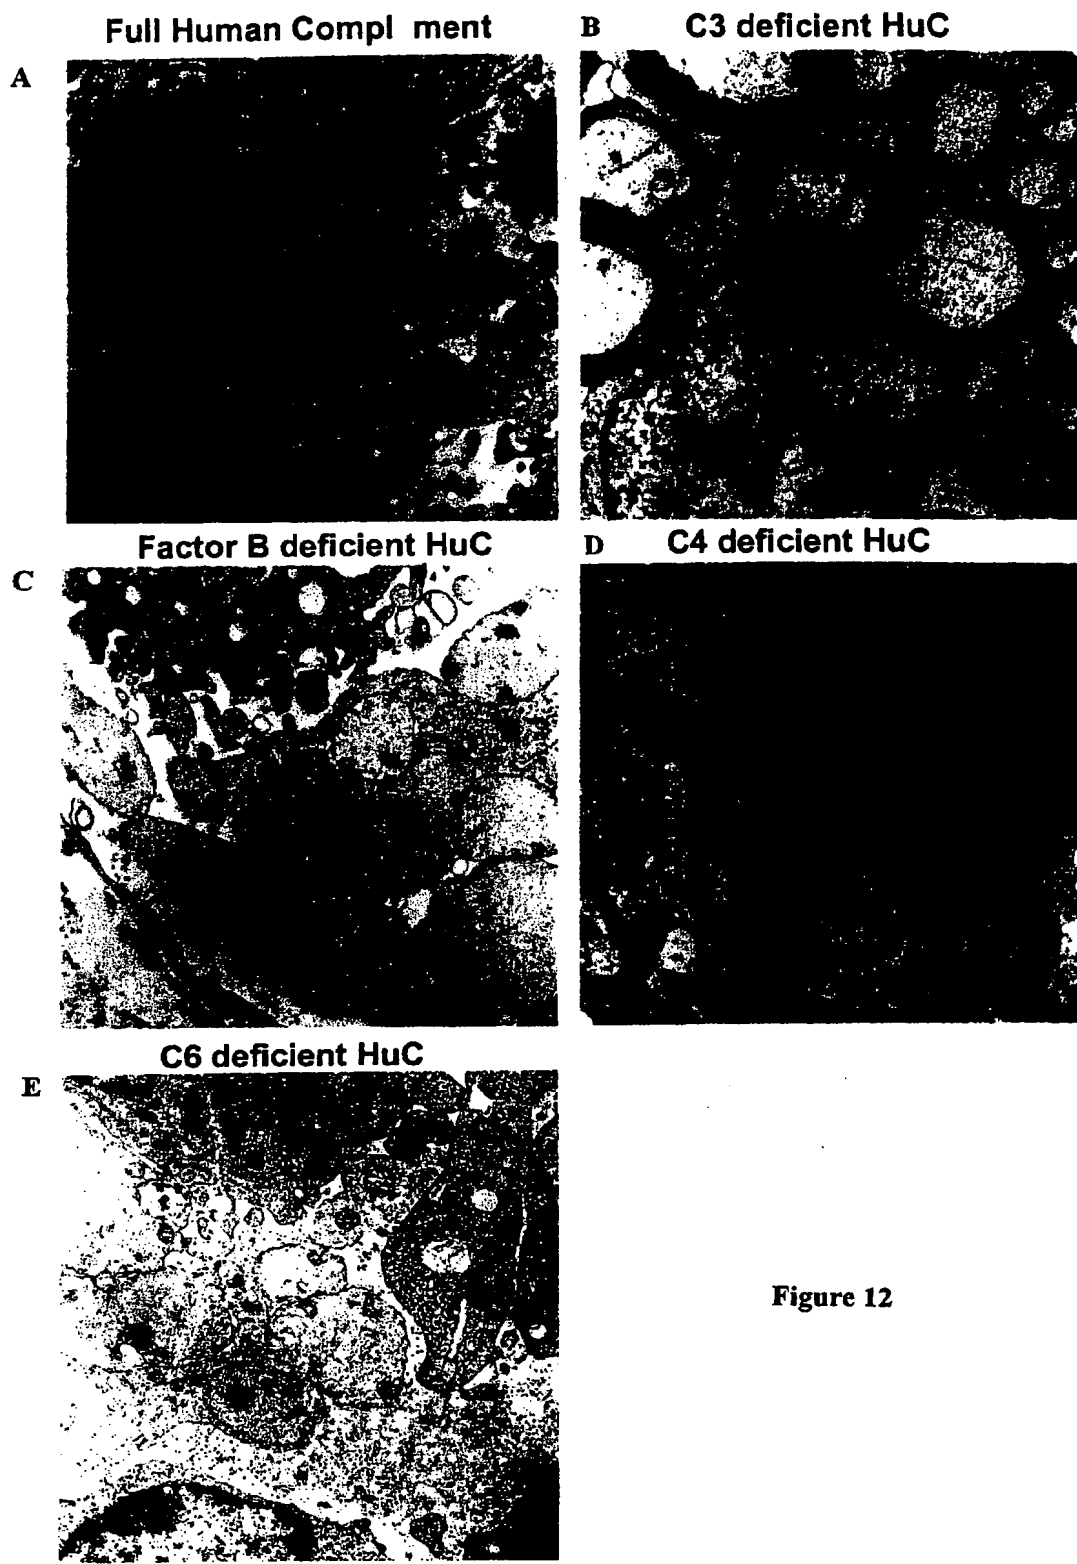 Full Human Compl ment
A
B
C3 deficient HuC
Factor B deficient HuC
C
D
C4 deficient HuC
C6 deficient HuC
E
Figure 12